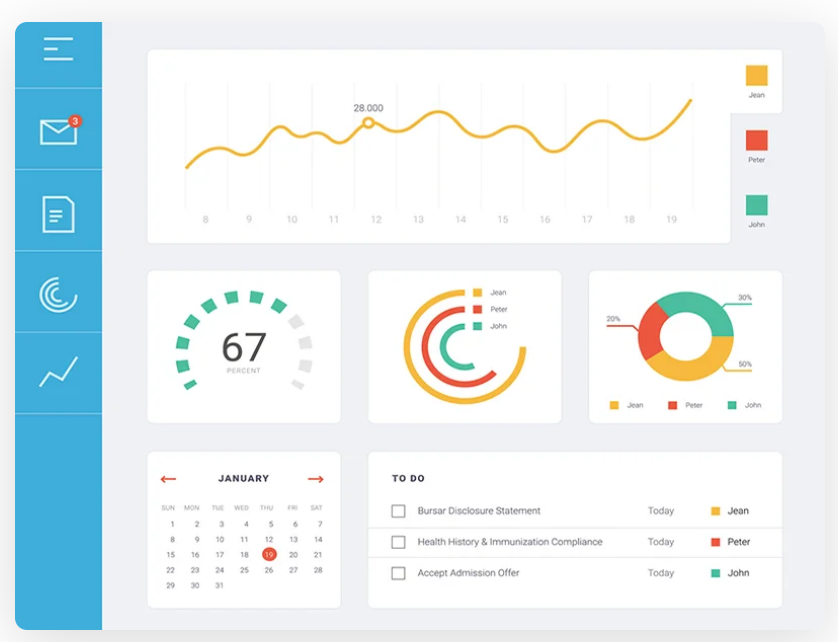 3
28.000
8 9 10 11 12 13 14 15 16 17 18 19
Jean
Peter
John
67
PERCENT
Jean
Peter
John
30%
20%
50%
Jean Peter John
JANUARY
SUN MON TUE WED THU FRI SAT
1 2 3 4 5 6 7
8 9 10 11 12 13 14
15 16 17 18 19 20 21
22 23 24 25 26 27 28
29 30 31
TO DO
Bursar Disclosure Statement Today Jean
Health History & Immunization Compliance Today Peter
Accept Admission Offer Today John